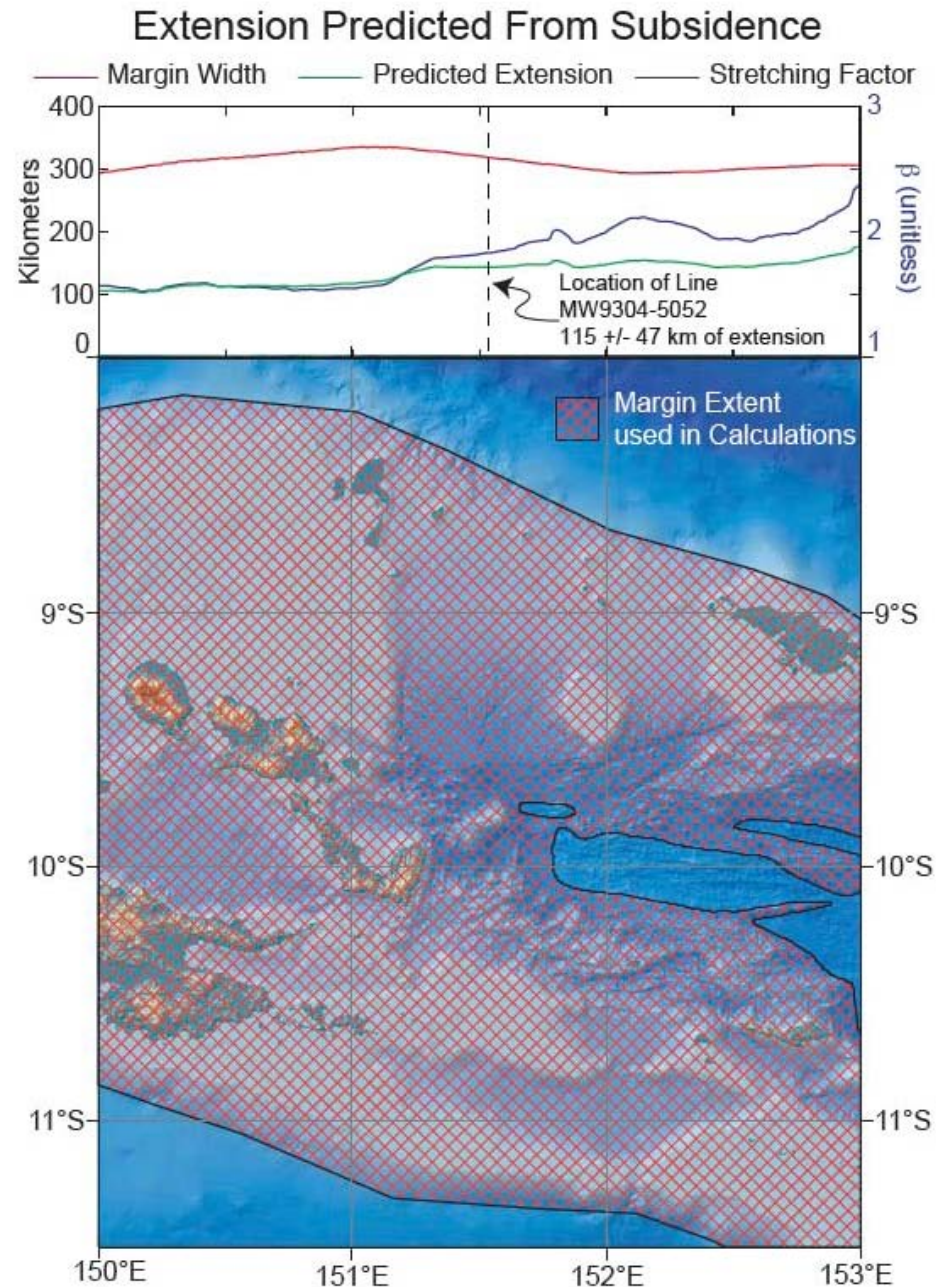 Extension Predicted From Subsidence
Margin Width Predicted Extension Stretching Factor
400
300
200
100
0
Kilometers
3
2
1
β (unitless)
Location of Line
MW9304-5052
115 +/- 47 km of extension
Margin Extent
used in Calculations
9°S 9°S
10°S 10°S
11°S 11°S
150°E 151°E 152°E 153°E